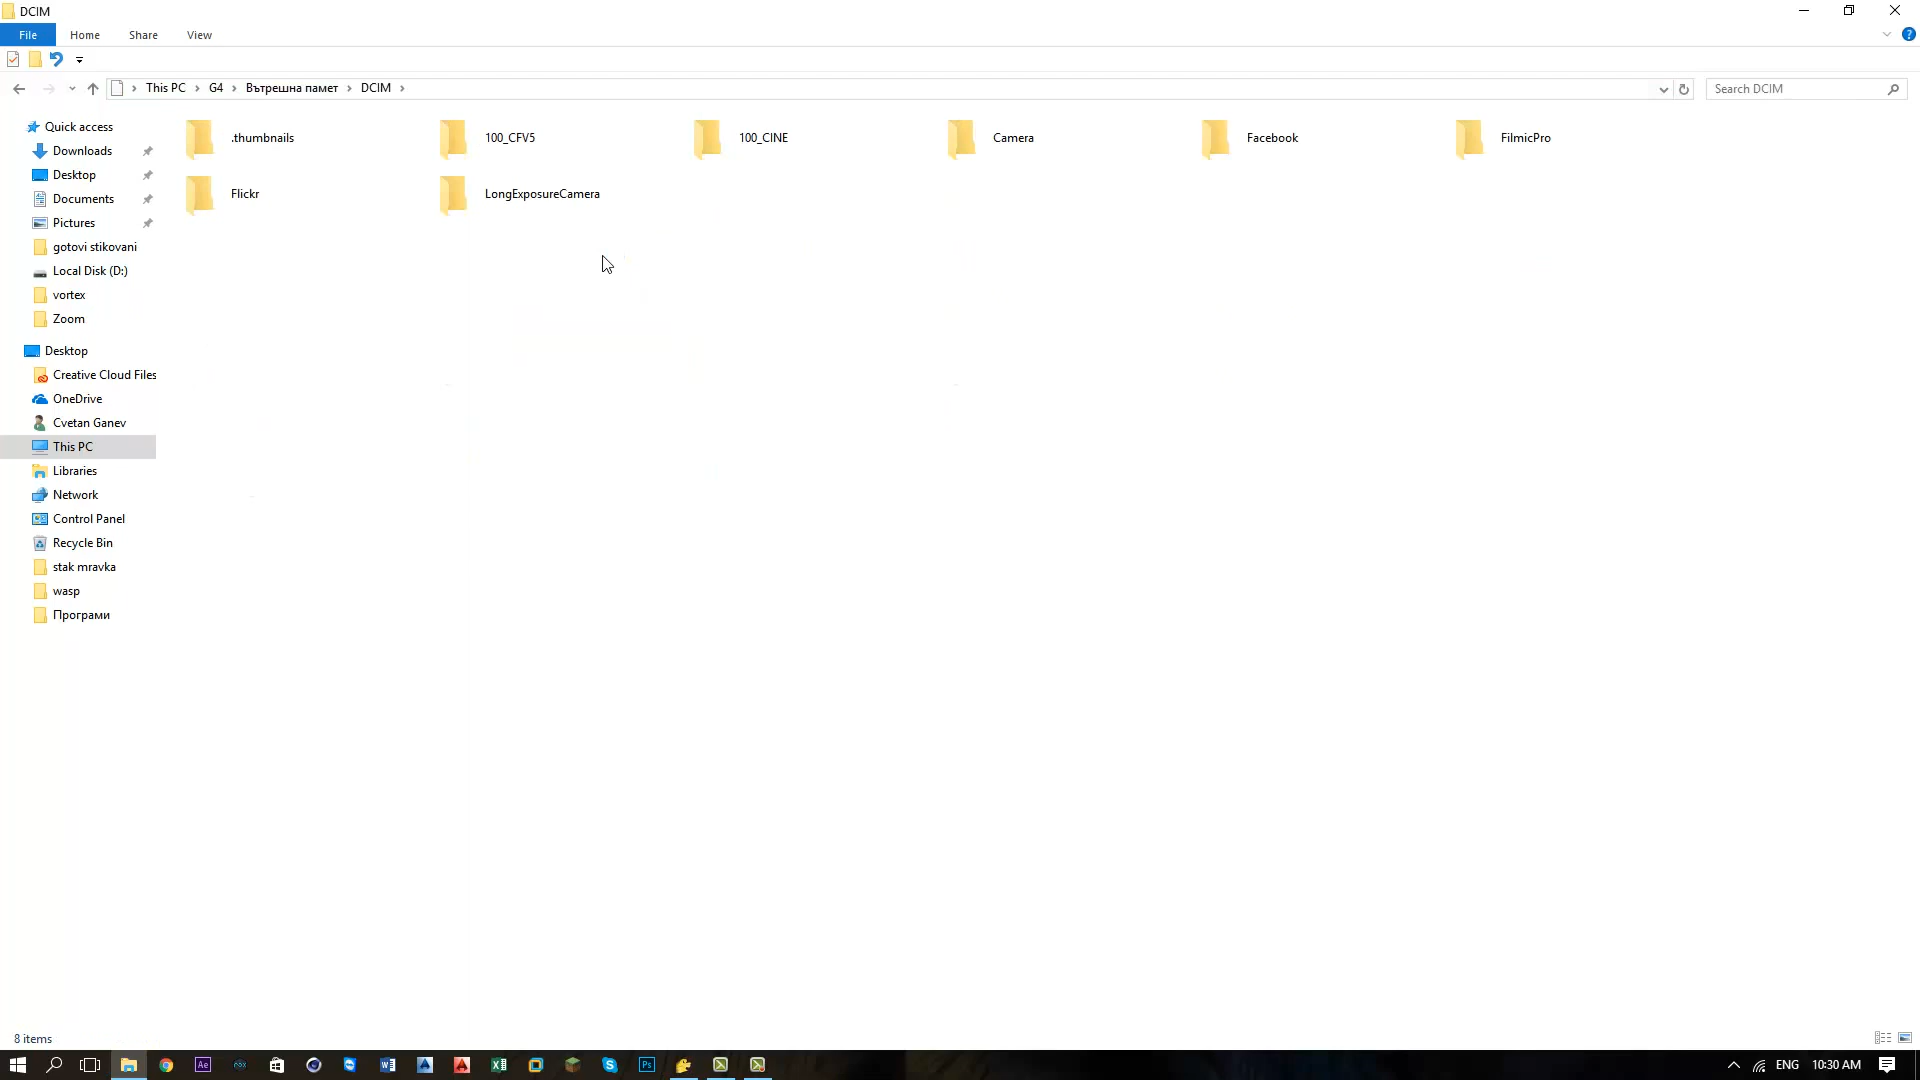 DCIM
File Home Share View
This PC G4 Вътрешна памет DCIM
Search DCIM
Quick access
Downloads
Desktop
Documents
Pictures
gotovi stikovani
Local Disk (D:)
vortex
Zoom
Desktop
Creative Cloud Files
OneDrive
Cvetan Ganev
This PC
Libraries
Network
Control Panel
Recycle Bin
stak mravka
wasp
Програми
.thumbnails 100_CFV5 100_CINE Camera Facebook FilmicPro
Flickr LongExposureCamera
8 items
Ae Ps ENG 10:30 AM